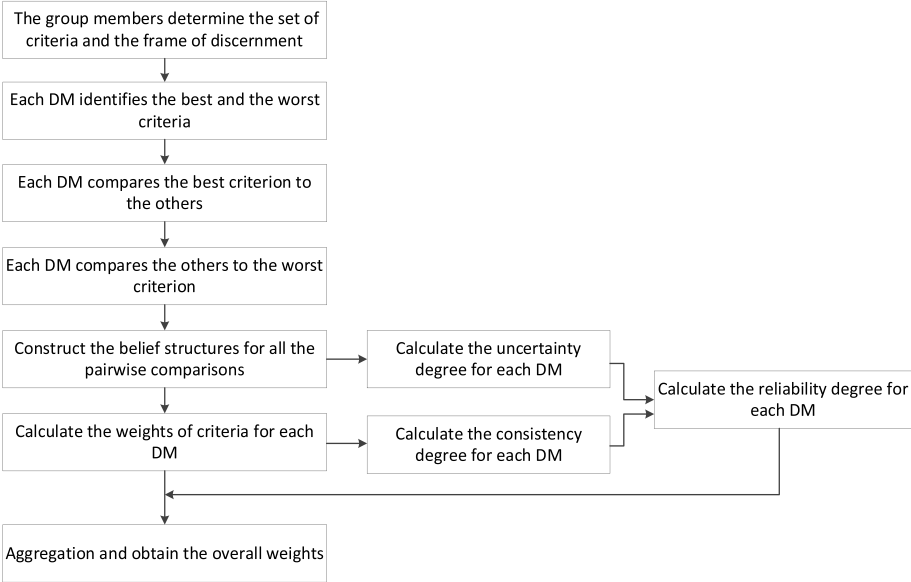 The group members determine the set of
criteria and the frame of discernment
Each DM identifies the best and the worst
criteria
Each DM compares the best criterion to
the others
Each DM compares the others to the worst
criterion
Construct the belief structures for all the
pairwise comparisons
Calculate the uncertainty
degree for each DM
Calculate the reliability degree for
each DM
Calculate the weights of criteria for each
DM
Calculate the consistency
degree for each DM
Aggregation and obtain the overall weights